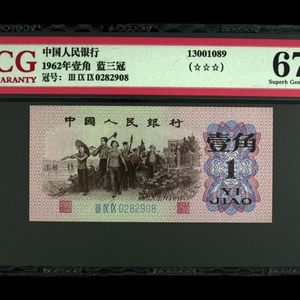 CG
ARANTY
中国人民银行
1962年壹角 蓝三冠
冠号: Ⅲ Ⅸ Ⅸ 0282908
13001089
(☆☆☆)
67
Superb Gem
中國人民銀行
壹角
1
YI
JIAO
Ⅲ Ⅸ Ⅸ 0282908